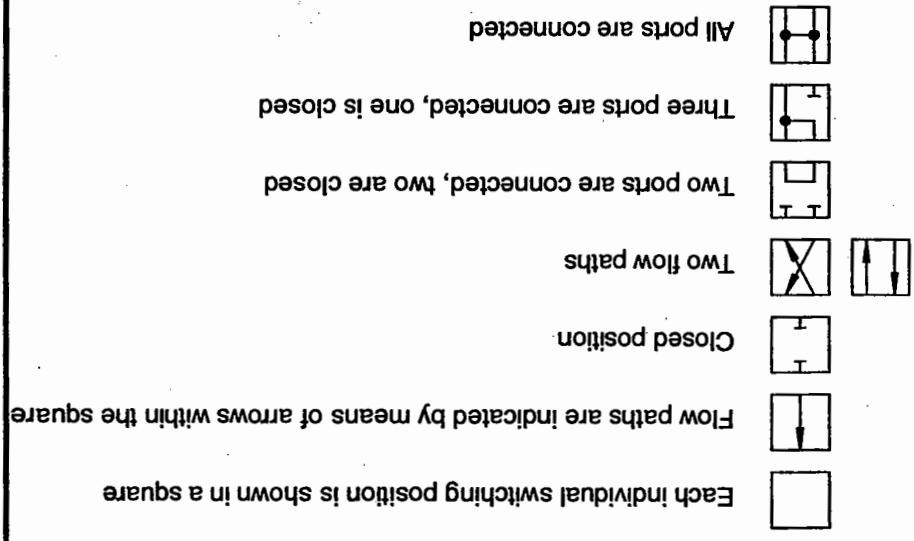 Each individual switching position is shown in a square
Flow paths are indicated by means of arrows within the square
Closed position
Two flow paths
Two ports are connected, two are closed
Three ports are connected, one is closed
All ports are connected